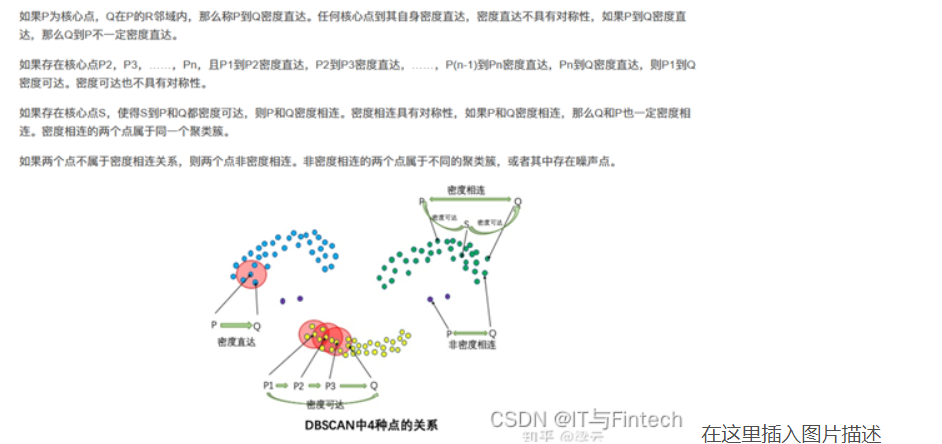 如果P为核心点，Q在P的R邻域内，那么称P到Q密度直达。任何核心点到其自身密度直达，密度直达不具有对称性，如果P到Q密度直
达，那么Q到P不一定密度直达。
如果存在核心点P2，P3，……，Pn，且P1到P2密度直达，P2到P3密度直达，……，P(n-1)到Pn密度直达，Pn到Q密度直达，则P1到Q
密度可达。密度可达也不具有对称性。
如果存在核心点S，使得S到P和Q都密度可达，则P和Q密度相连。密度相连具有对称性，如果P和Q密度相连，那么Q和P也一定密度相
连。密度相连的两个点属于同一个聚类簇。
如果两个点不属于密度相连关系，则两个点非密度相连。非密度相连的两个点属于不同的聚类簇，或者其中存在噪声点。
密度相连
P Q
密度可达 S 密度可达
P Q
密度直达
P Q
非密度相连
P1 P2 P3 Q
密度可达
DBSCAN中4种点的关系
CSDN @IT与Fintech
知乎
在这里插入图片描述